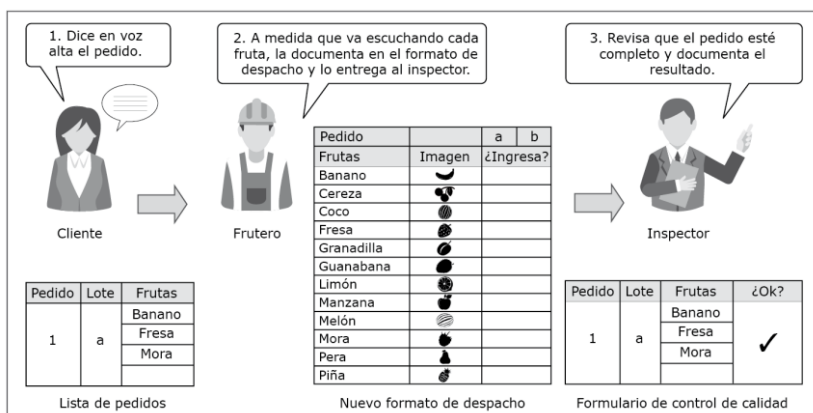 1. Dice en voz
alta el pedido.
2. A medida que va escuchando cada
fruta, la documenta en el formato de
despacho y lo entrega al inspector.
3. Revisa que el pedido esté
completo y documenta el
resultado.
Cliente
Frutero
Inspector
Pedido Lote Frutas
1 a Banano
Fresa
Mora
Lista de pedidos
Pedido a b
Frutas Imagen ¿Ingresa?
Banano
Cereza
Coco
Fresa
Granadilla
Guanabana
Limón
Manzana
Melón
Mora
Pera
Piña
Nuevo formato de despacho
Pedido Lote Frutas ¿Ok?
1 a Banano
Fresa
Mora ✓
Formulario de control de calidad